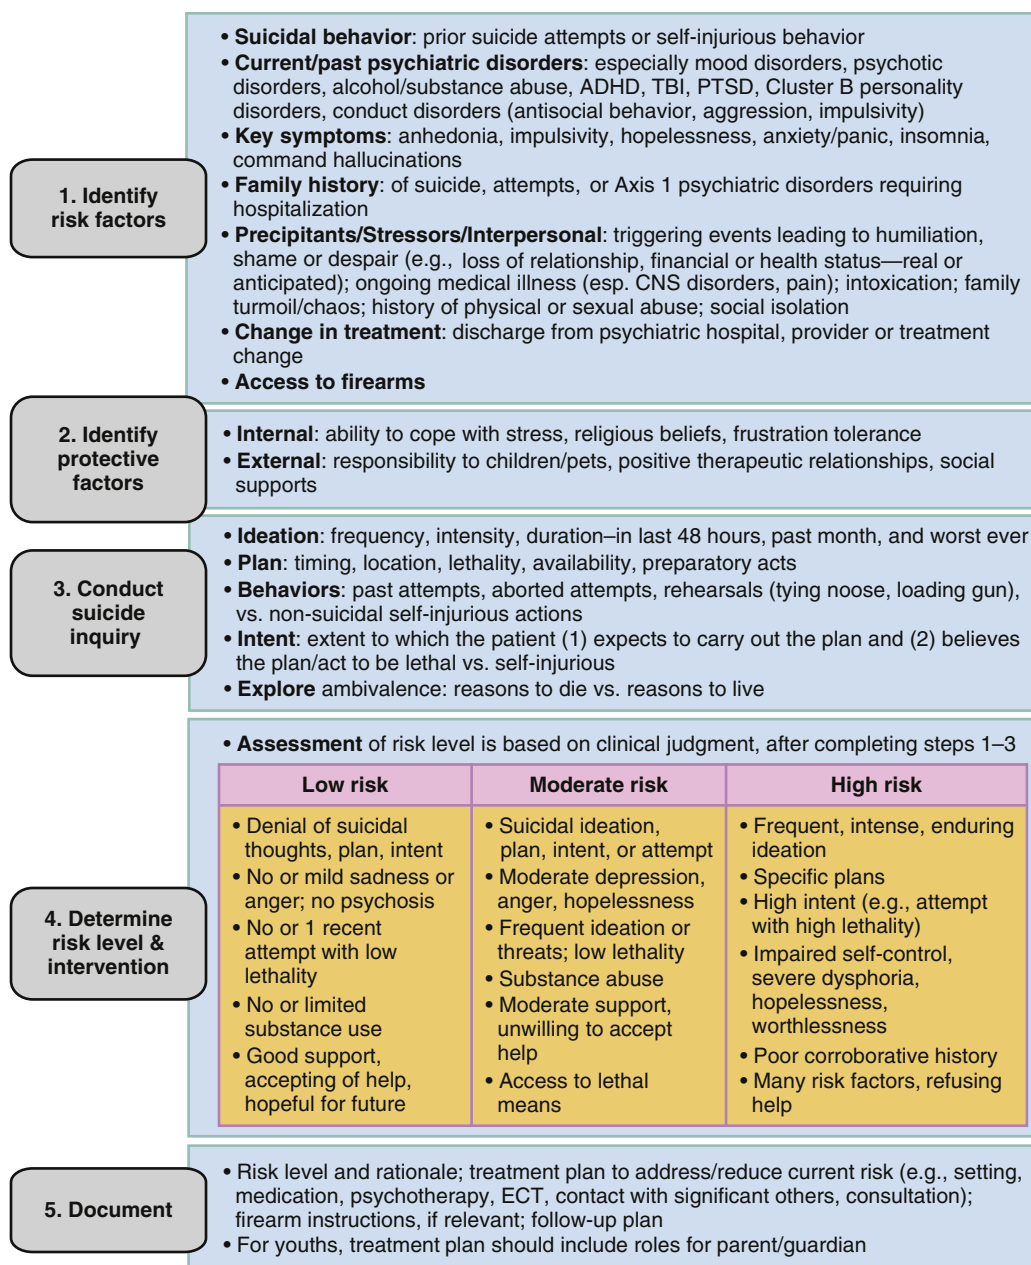 1. Identify
risk factors
• Suicidal behavior: prior suicide attempts or self-injurious behavior
• Current/past psychiatric disorders: especially mood disorders, psychotic
disorders, alcohol/substance abuse, ADHD, TBI, PTSD, Cluster B personality
disorders, conduct disorders (antisocial behavior, aggression, impulsivity)
• Key symptoms: anhedonia, impulsivity, hopelessness, anxiety/panic, insomnia,
command hallucinations
• Family history: of suicide, attempts, or Axis 1 psychiatric disorders requiring
hospitalization
• Precipitants/Stressors/Interpersonal: triggering events leading to humiliation,
shame or despair (e.g., loss of relationship, financial or health status—real or
anticipated); ongoing medical illness (esp. CNS disorders, pain); intoxication; family
turmoil/chaos; history of physical or sexual abuse; social isolation
• Change in treatment: discharge from psychiatric hospital, provider or treatment
change
• Access to firearms
2. Identify
protective
factors
• Internal: ability to cope with stress, religious beliefs, frustration tolerance
• External: responsibility to children/pets, positive therapeutic relationships, social
supports
3. Conduct
suicide
inquiry
• Ideation: frequency, intensity, duration–in last 48 hours, past month, and worst ever
• Plan: timing, location, lethality, availability, preparatory acts
• Behaviors: past attempts, aborted attempts, rehearsals (tying noose, loading gun),
vs. non-suicidal self-injurious actions
• Intent: extent to which the patient (1) expects to carry out the plan and (2) believes
the plan/act to be lethal vs. self-injurious
• Explore ambivalence: reasons to die vs. reasons to live
4. Determine
risk level &
intervention
• Assessment of risk level is based on clinical judgment, after completing steps 1–3
Low risk
• Denial of suicidal
thoughts, plan, intent
• No or mild sadness or
anger; no psychosis
• No or 1 recent
attempt with low
lethality
• No or limited
substance use
• Good support,
accepting of help,
hopeful for future
Moderate risk
• Suicidal ideation,
plan, intent, or attempt
• Moderate depression,
anger, hopelessness
• Frequent ideation or
threats; low lethality
• Substance abuse
• Moderate support,
unwilling to accept
help
• Access to lethal
means
High risk
• Frequent, intense, enduring
ideation
• Specific plans
• High intent (e.g., attempt
with high lethality)
• Impaired self-control,
severe dysphoria,
hopelessness,
worthlessness
• Poor corroborative history
• Many risk factors, refusing
help
5. Document
• Risk level and rationale; treatment plan to address/reduce current risk (e.g., setting,
medication, psychotherapy, ECT, contact with significant others, consultation);
firearm instructions, if relevant; follow-up plan
• For youths, treatment plan should include roles for parent/guardian